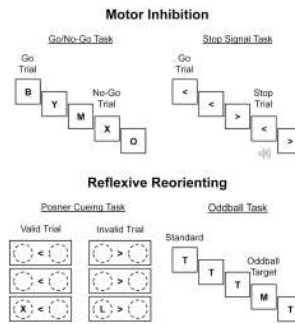 Motor Inhibition
Go/No-Go Task
Stop Signal Task
Go
Trial
B
Y
M
No-Go
Trial
X
O
Go
Trial
<
<
>
Stop
Trial
<
>
Reflexive Reorienting
Posner Cueing Task
Oddball Task
Valid Trial
Invalid Trial
<
>
<
>
X <
L >
Standard
T
T
T
Oddball
Target
M
T